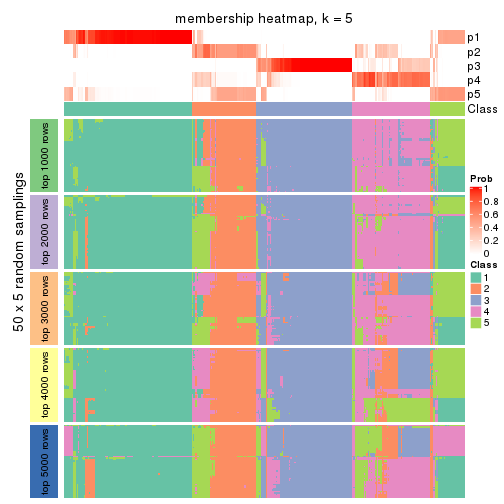 membership heatmap, k = 5
p1
p2
p3
p4
p5
Class
50 x 5 random samplings
top 1000 rows
top 2000 rows
top 3000 rows
top 4000 rows
top 5000 rows
Prob
1
0.8
0.6
0.4
0.2
0
Class
1
2
3
4
5